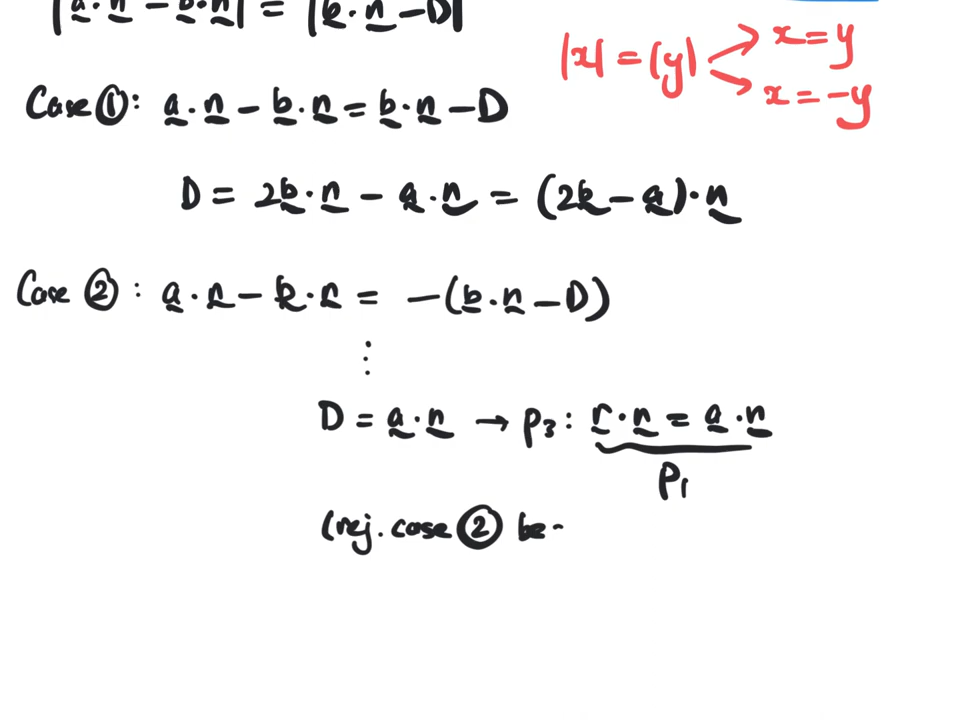 |a·n − b·n| = |b·n − D|
|x| = |y|
x = y
x = −y
Case ①: a·n − b·n = b·n − D
D = 2b·n − a·n = (2b − a)·n
Case ②: a·n − b·n = −(b·n − D)
⋮
D = a·n → p₃: r·n = a·n
p₁
(rej. case ② be